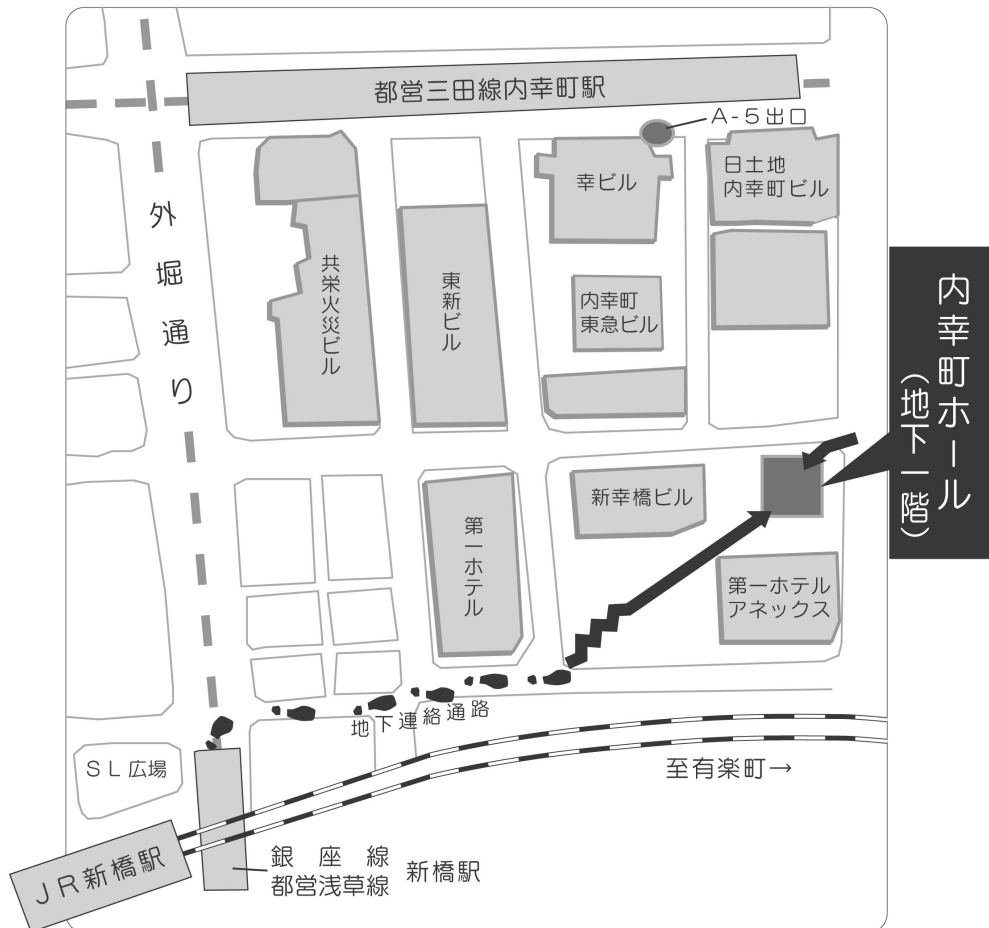 都営三田線内幸町駅
A-5出口
外堀通り
共栄火災ビル
東新ビル
幸ビル
日土地
内幸町ビル
内幸町
東急ビル
内幸町ホール
(地下一階)
新幸橋ビル
第一ホテル
第一ホテル
アネックス
地下連絡通路
SL広場
至有楽町→
JR新橋駅
銀座線
都営浅草線
新橋駅